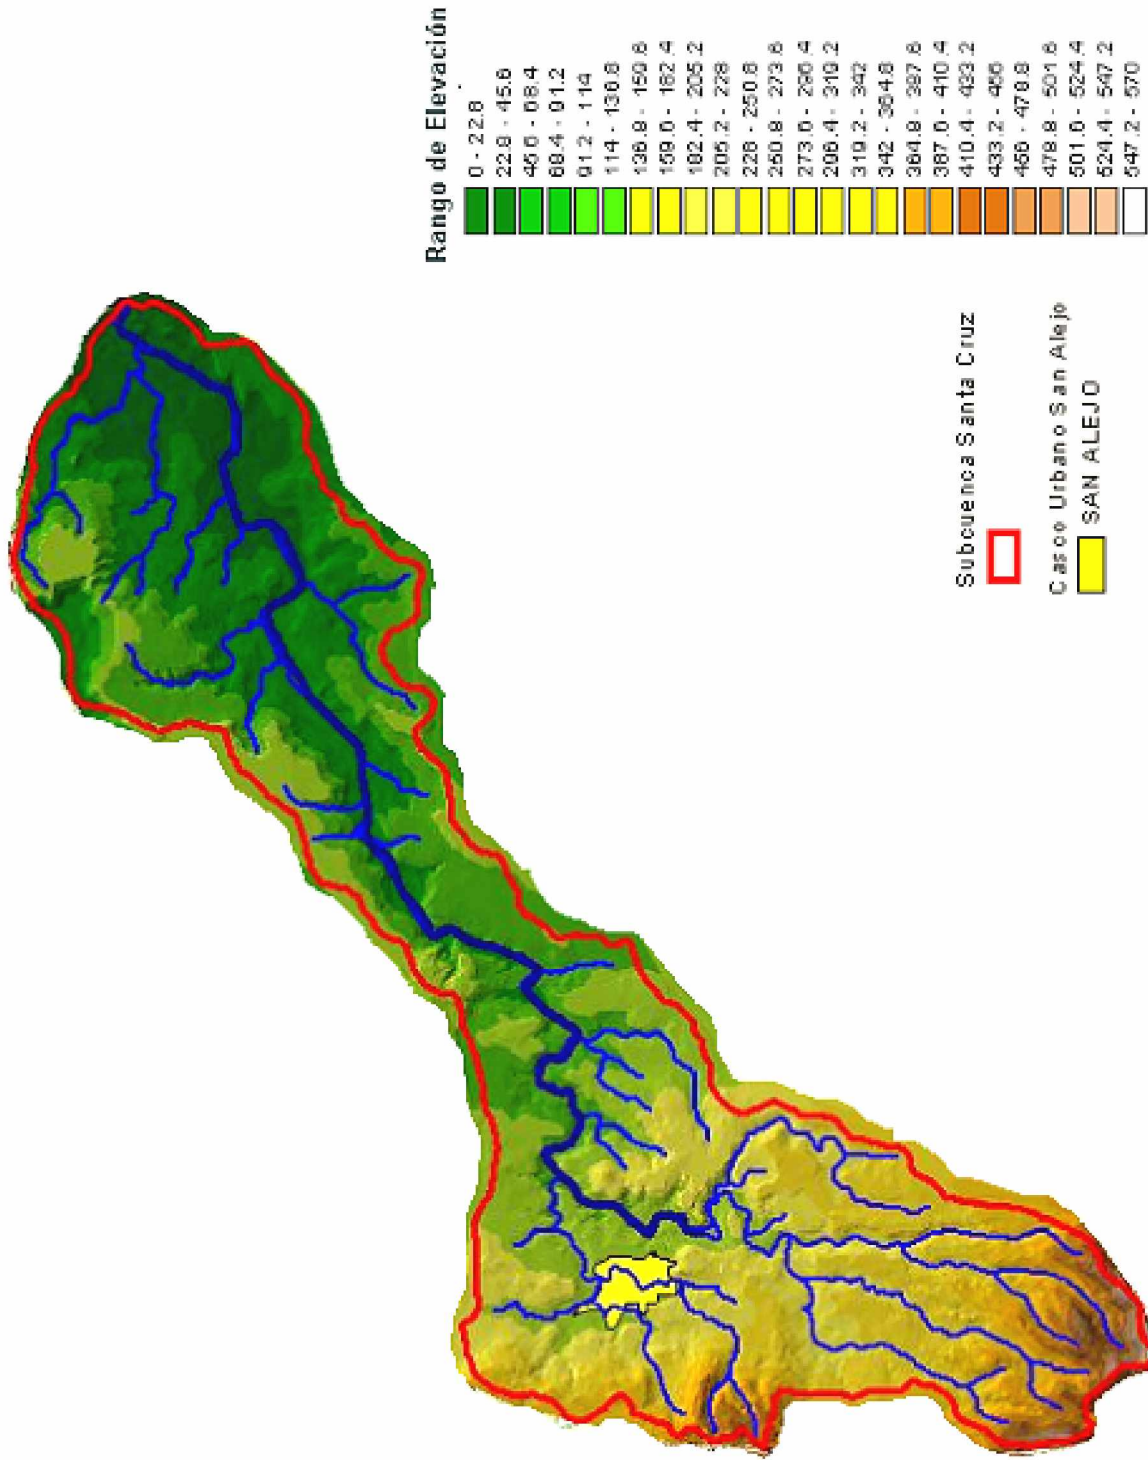 Rango de Elevación
0 - 22.8
22.8 - 45.6
45.6 - 68.4
68.4 - 91.2
91.2 - 114
114 - 136.8
136.8 - 159.6
159.6 - 182.4
182.4 - 205.2
205.2 - 228
228 - 250.8
250.8 - 273.6
273.6 - 296.4
296.4 - 319.2
319.2 - 342
342 - 364.8
364.8 - 387.6
387.6 - 410.4
410.4 - 433.2
433.2 - 456
456 - 478.8
478.8 - 501.6
501.6 - 524.4
524.4 - 547.2
547.2 - 570
Subcuenca Santa Cruz
Casco Urbano San Alejo
SAN ALEJO